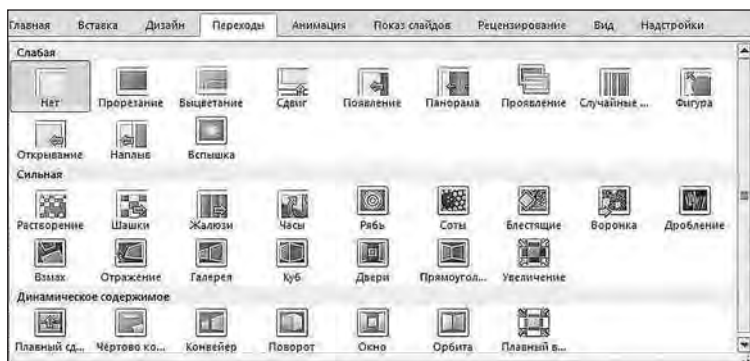 Главная Вставка Дизайн Переходы Анимация Показ слайдов Рецензирование Вид Надстройки
Слабая
Нет Прорезание Выцветание Сдвиг Появление Панорама Проявление Случайные ... Фигура
Открывание Наплыв Вспышка
Сильная
Растворение Шашки Жалюзи Часы Рябь Соты Блестящие Воронка Дробление
Взмах Отражение Галерея Куб Двери Прямоугол... Увеличение
Динамическое содержимое
Плавный сд... Чертово ко... Конвейер Поворот Окно Орбита Плавный в...